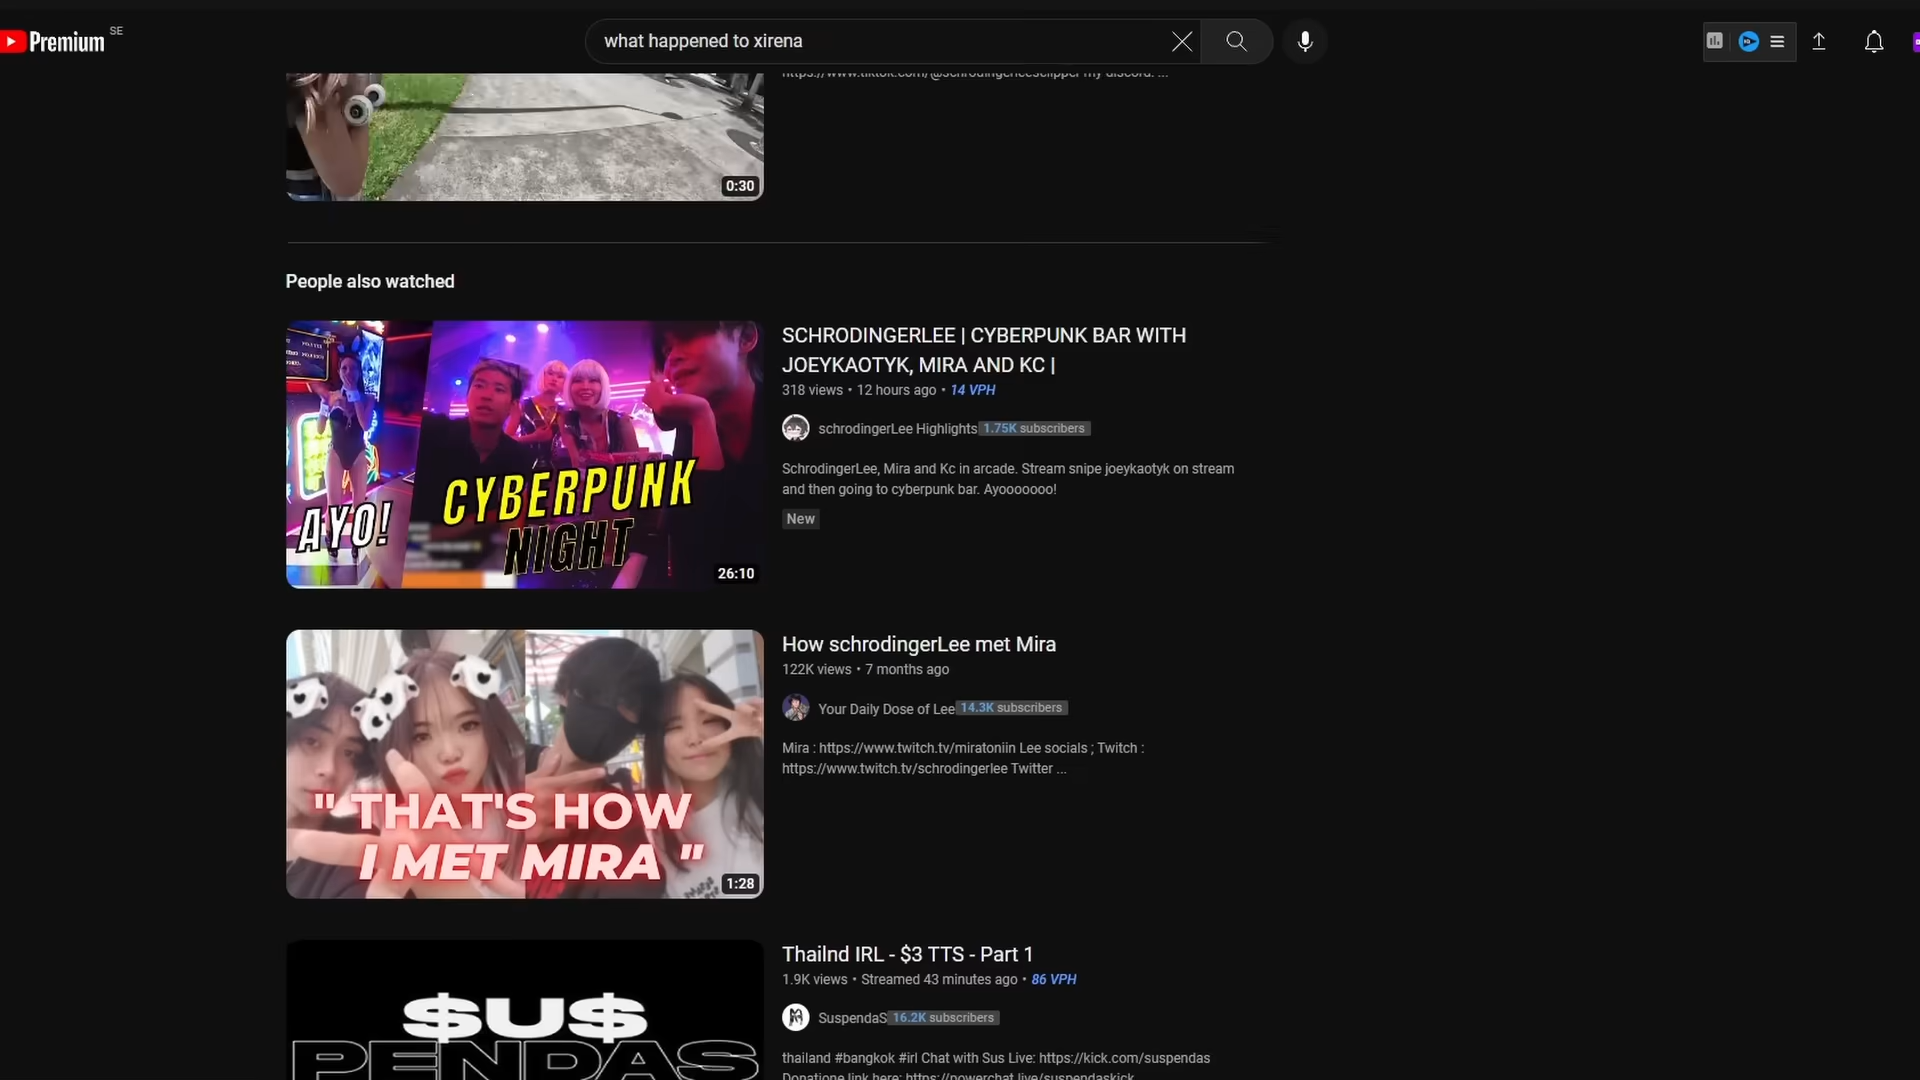 Premium SE
what happened to xirena
https://www.tiktok.com/@schrodingerleesclipper my discord: ...
0:30
People also watched
AYO!
CYBERPUNK
NIGHT
26:10
SCHRODINGERLEE | CYBERPUNK BAR WITH
JOEYKAOTYK, MIRA AND KC |
318 views • 12 hours ago • 14 VPH
schrodingerLee Highlights 1.75K subscribers
SchrodingerLee, Mira and Kc in arcade. Stream snipe joeykaotyk on stream
and then going to cyberpunk bar. Ayooooooo!
New
" THAT'S HOW
I MET MIRA "
1:28
How schrodingerLee met Mira
122K views • 7 months ago
Your Daily Dose of Lee 14.3K subscribers
Mira : https://www.twitch.tv/miratoniin Lee socials ; Twitch :
https://www.twitch.tv/schrodingerlee Twitter ...
$U$
PENDAS
Thailnd IRL - $3 TTS - Part 1
1.9K views • Streamed 43 minutes ago • 86 VPH
SuspendaS 16.2K subscribers
thailand #bangkok #irl Chat with Sus Live: https://kick.com/suspendas
Donatione link here: https://powerchat.live/suspendaskick